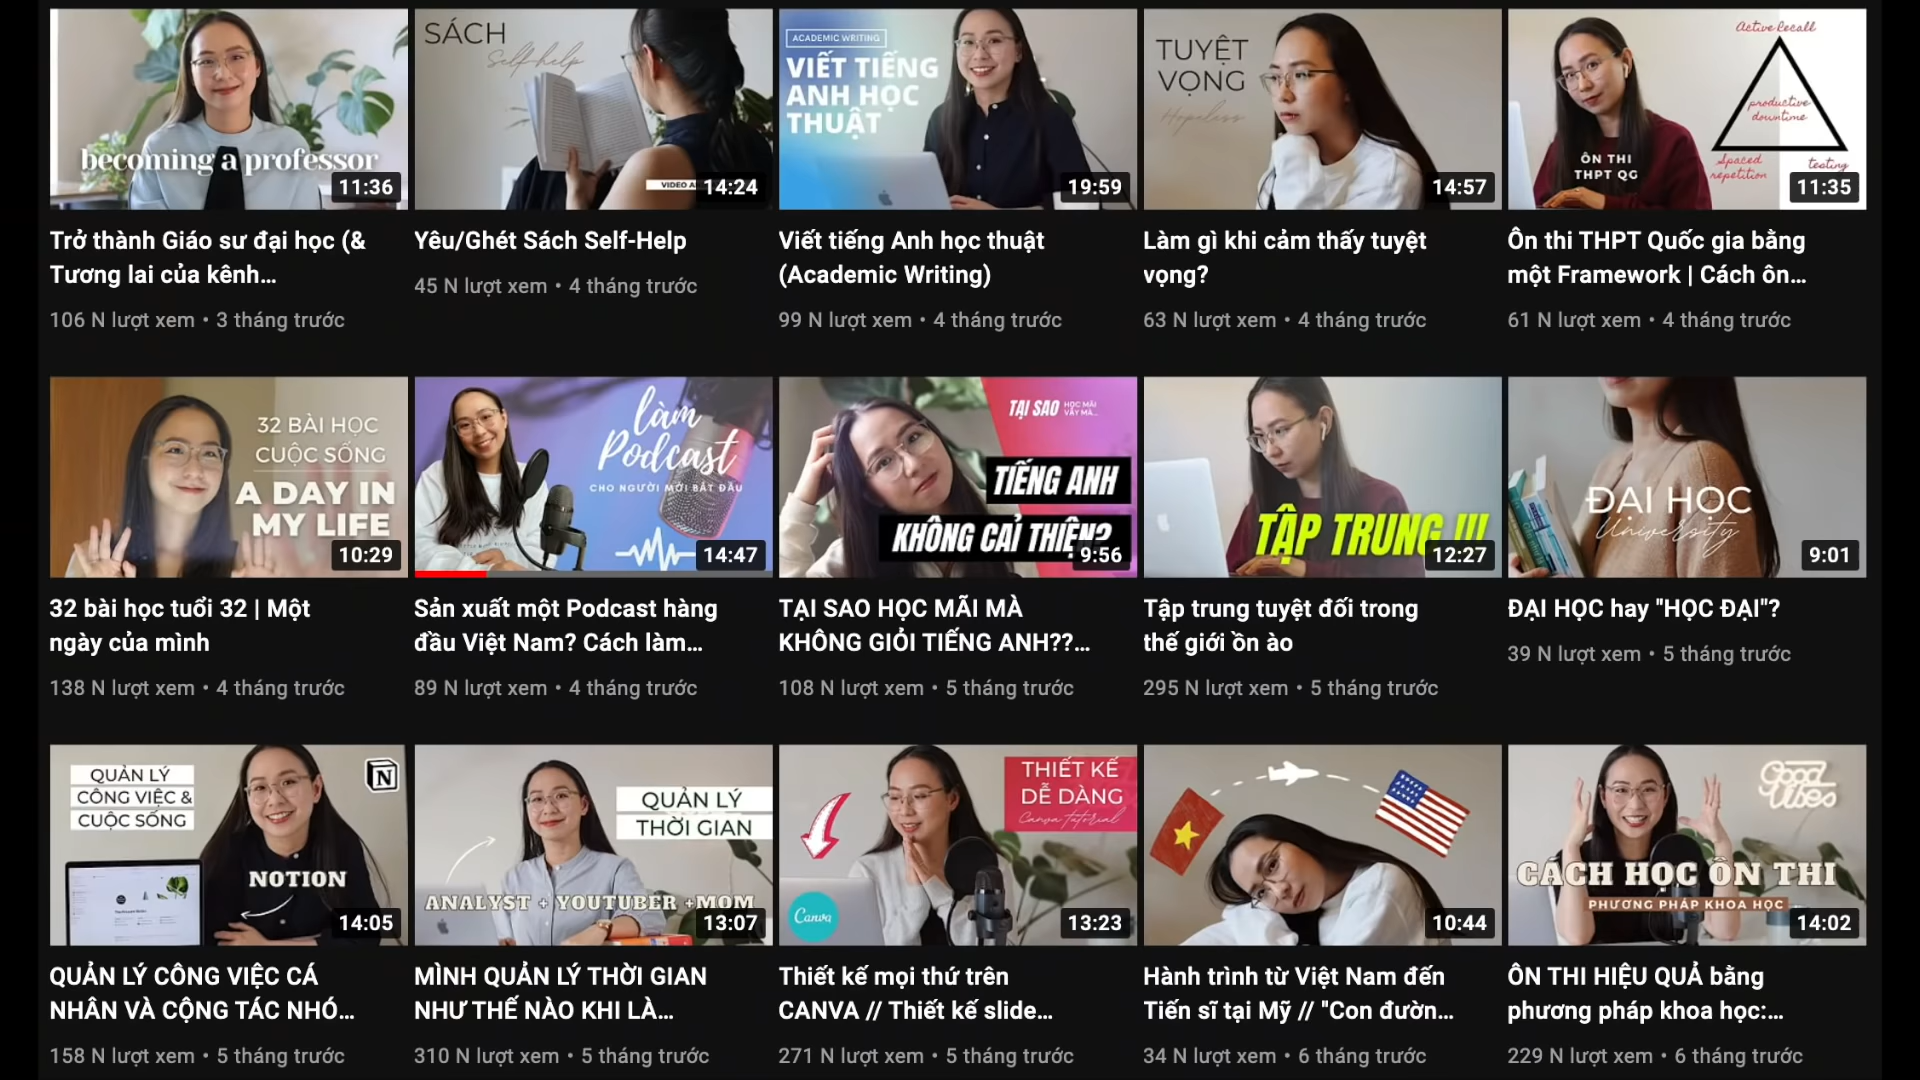 becoming a professor
11:36
SÁCH
Self-help
14:24
ACADEMIC WRITING
VIẾT TIẾNG
ANH HỌC
THUẬT
19:59
TUYỆT
VỌNG
Hopeless
14:57
Active Recall
productive
downtime
Spaced
repetition
testing
ÔN THI
THPT QG
11:35
Trở thành Giáo sư đại học (&
Tương lai của kênh...
106 N lượt xem • 3 tháng trước
Yêu/Ghét Sách Self-Help
45 N lượt xem • 4 tháng trước
Viết tiếng Anh học thuật
(Academic Writing)
99 N lượt xem • 4 tháng trước
Làm gì khi cảm thấy tuyệt
vọng?
63 N lượt xem • 4 tháng trước
Ôn thi THPT Quốc gia bằng
một Framework | Cách ôn...
61 N lượt xem • 4 tháng trước
32 BÀI HỌC
CUỘC SỐNG
A DAY IN
MY LIFE
10:29
làm
Podcast
CHO NGƯỜI MỚI BẮT ĐẦU
14:47
TẠI SAO HỌC MÃI
VẬY MÀ...
TIẾNG ANH
KHÔNG CẢI THIỆN?
9:56
TẬP TRUNG !!!
12:27
ĐẠI HỌC
University
9:01
32 bài học tuổi 32 | Một
ngày của mình
138 N lượt xem • 4 tháng trước
Sản xuất một Podcast hàng
đầu Việt Nam? Cách làm...
89 N lượt xem • 4 tháng trước
TẠI SAO HỌC MÃI MÀ
KHÔNG GIỎI TIẾNG ANH??...
108 N lượt xem • 5 tháng trước
Tập trung tuyệt đối trong
thế giới ồn ào
295 N lượt xem • 5 tháng trước
ĐẠI HỌC hay "HỌC ĐẠI"?
39 N lượt xem • 5 tháng trước
QUẢN LÝ
CÔNG VIỆC &
CUỘC SỐNG
N
NOTION
14:05
QUẢN LÝ
THỜI GIAN
ANALYST + YOUTUBER +MOM
13:07
THIẾT KẾ
DỄ DÀNG
Canva tutorial
Canva
13:23
10:44
Good
Vibes
CÁCH HỌC ÔN THI
PHƯƠNG PHÁP KHOA HỌC
14:02
QUẢN LÝ CÔNG VIỆC CÁ
NHÂN VÀ CỘNG TÁC NHÓ...
158 N lượt xem • 5 tháng trước
MÌNH QUẢN LÝ THỜI GIAN
NHƯ THẾ NÀO KHI LÀ...
310 N lượt xem • 5 tháng trước
Thiết kế mọi thứ trên
CANVA // Thiết kế slide...
271 N lượt xem • 5 tháng trước
Hành trình từ Việt Nam đến
Tiến sĩ tại Mỹ // "Con đườn...
34 N lượt xem • 6 tháng trước
ÔN THI HIỆU QUẢ bằng
phương pháp khoa học:...
229 N lượt xem • 6 tháng trước